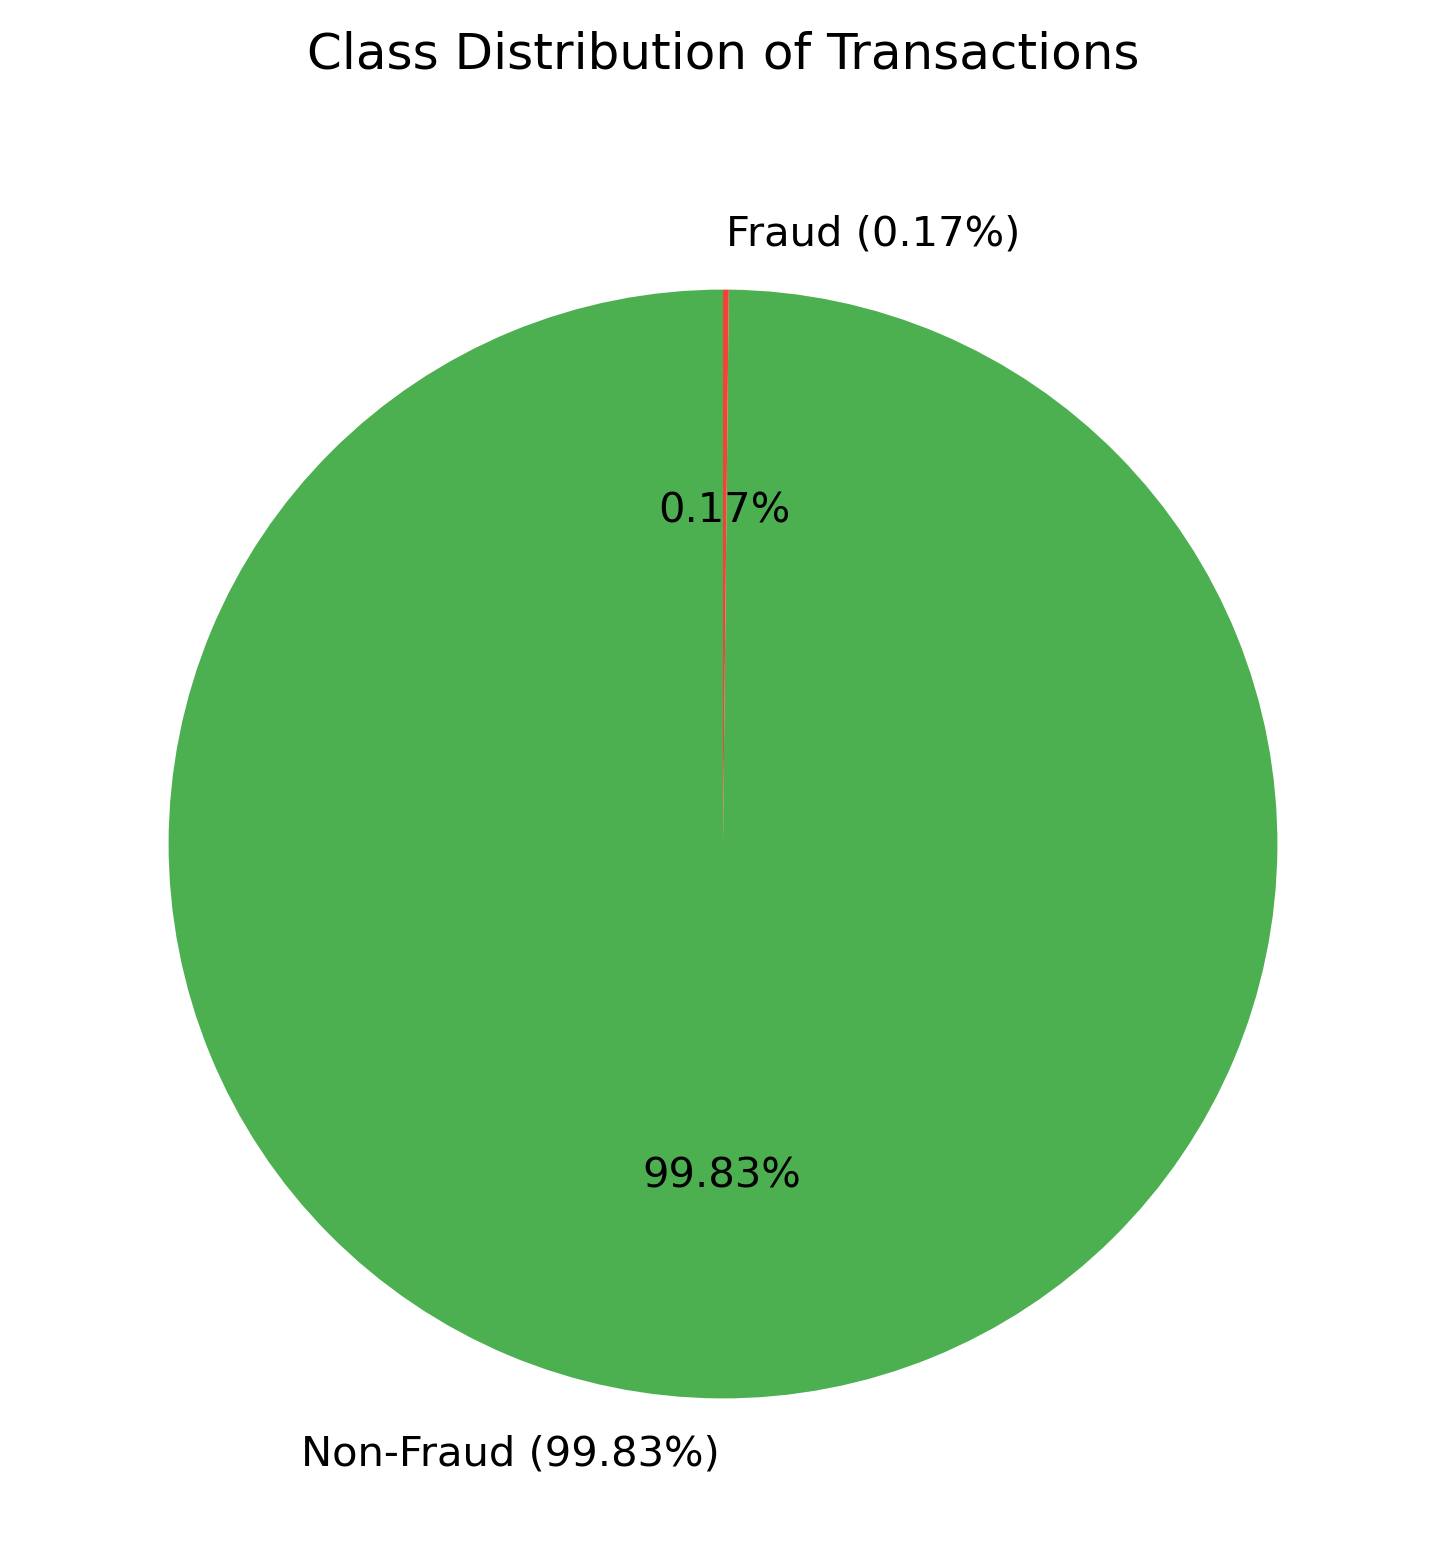 Class Distribution of Transactions
Fraud (0.17%)
0.17%
99.83%
Non-Fraud (99.83%)